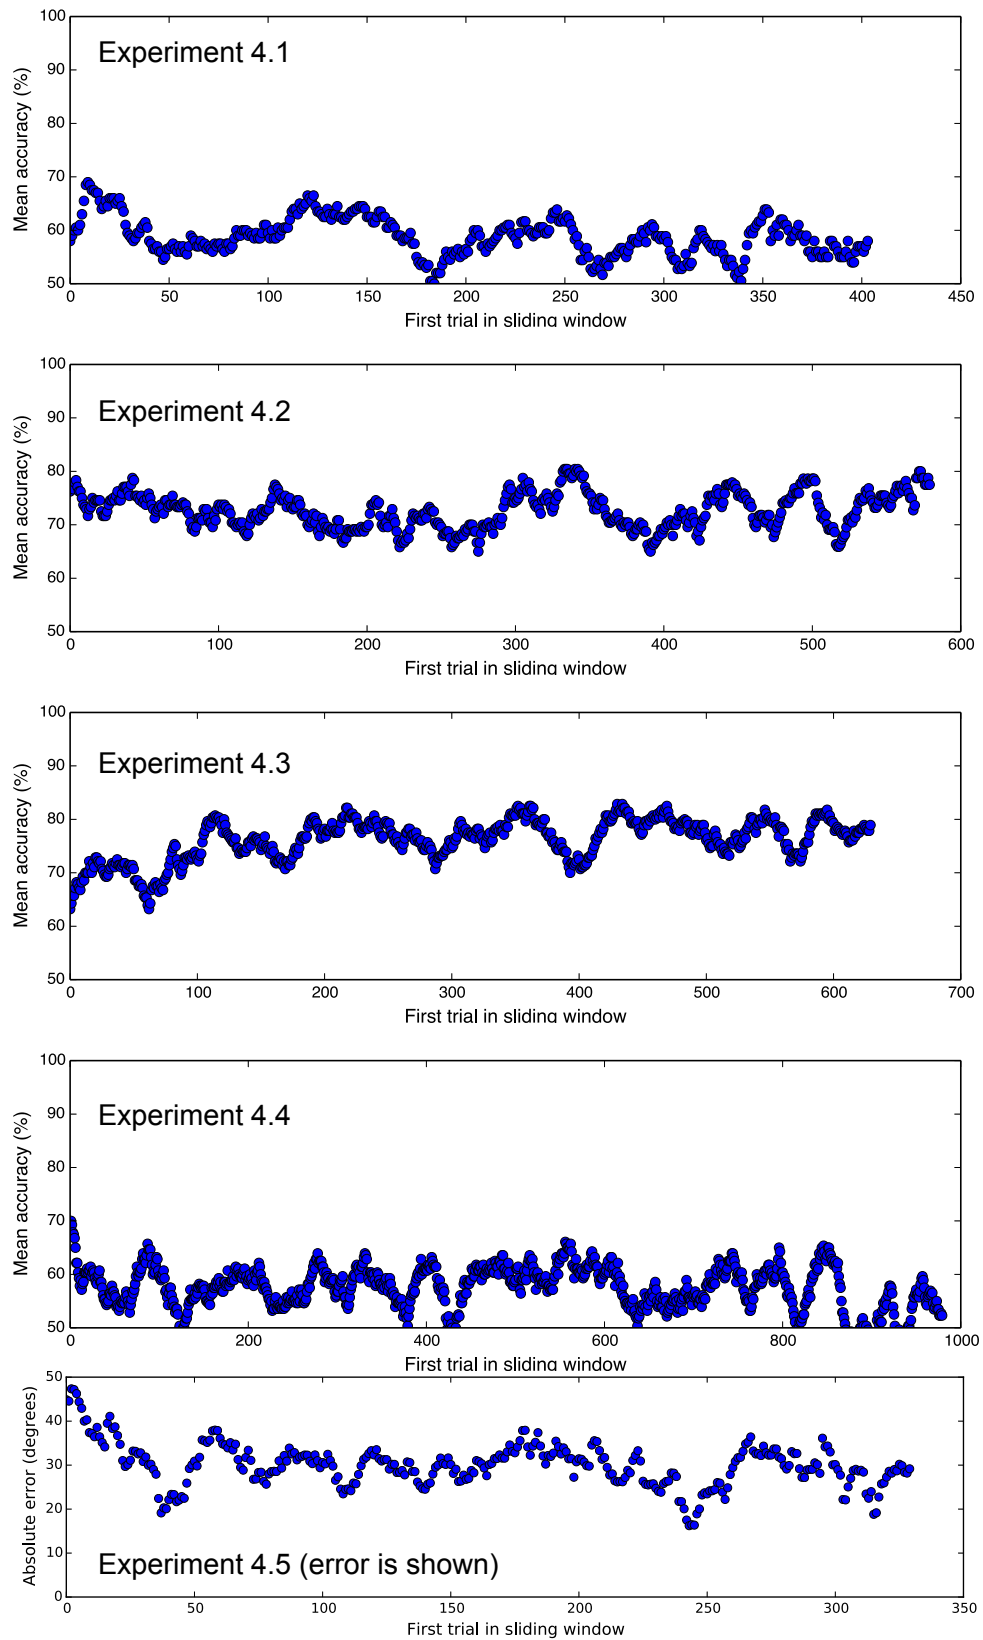 100
Experiment 4.1
90
80
Mean accuracy (%)
70
60
50
0 50 100 150 200 250 300 350 400 450
First trial in sliding window
100
Experiment 4.2
90
80
Mean accuracy (%)
70
60
50
0 100 200 300 400 500 600
First trial in sliding window
100
Experiment 4.3
90
80
Mean accuracy (%)
70
60
50
0 100 200 300 400 500 600 700
First trial in sliding window
100
Experiment 4.4
90
80
Mean accuracy (%)
70
60
50
0 200 400 600 800 1000
First trial in sliding window
50
40
30
Absolute error (degrees)
20
10
Experiment 4.5 (error is shown)
0
0 50 100 150 200 250 300 350
First trial in sliding window